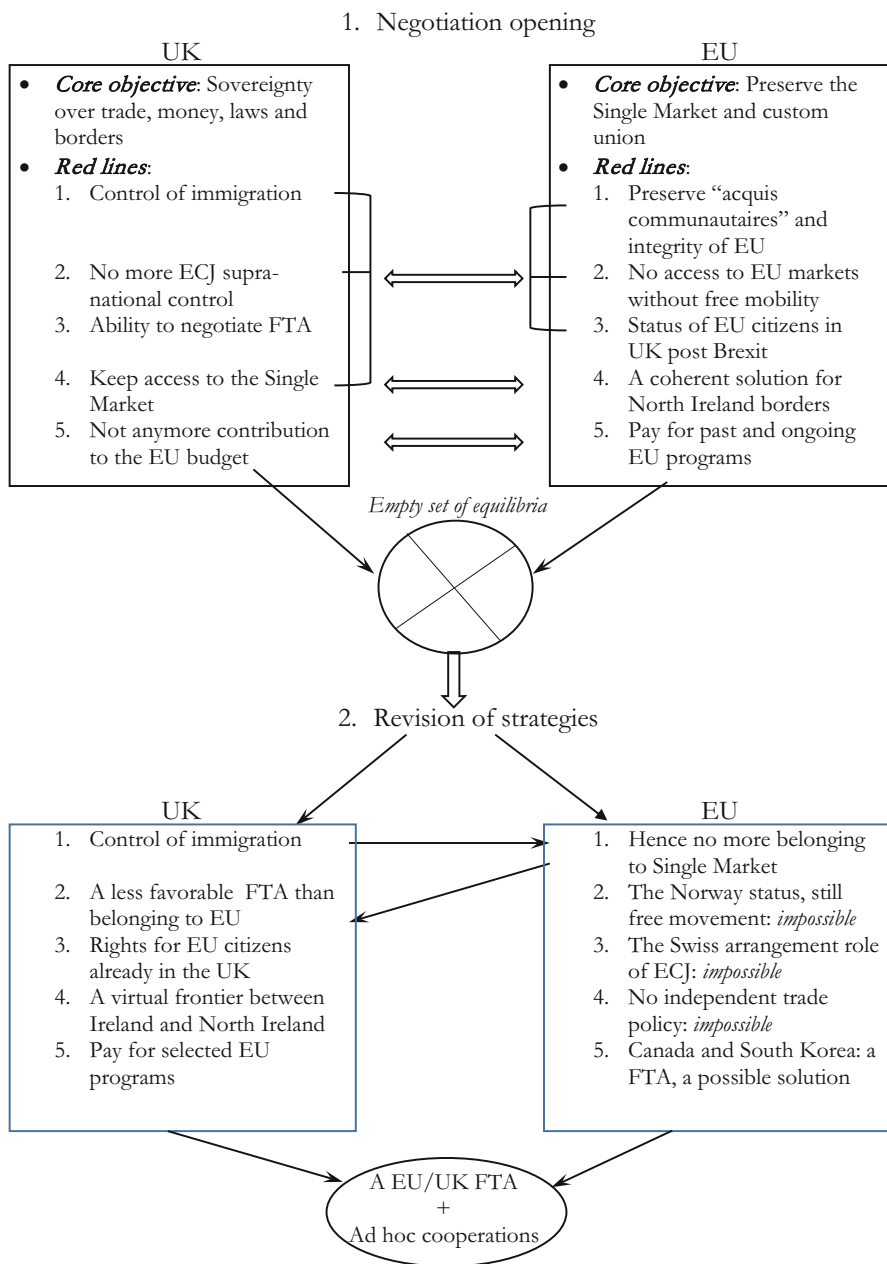 1. Negotiation opening
UK
• Core objective: Sovereignty
over trade, money, laws and
borders
• Red lines:
1. Control of immigration
2. No more ECJ supra-
national control
3. Ability to negotiate FTA
4. Keep access to the Single
Market
5. Not anymore contribution
to the EU budget
EU
• Core objective: Preserve the
Single Market and custom
union
• Red lines:
1. Preserve “acquis
communautaires” and
integrity of EU
2. No access to EU markets
without free mobility
3. Status of EU citizens in
UK post Brexit
4. A coherent solution for
North Ireland borders
5. Pay for past and ongoing
EU programs
Empty set of equilibria
2. Revision of strategies
UK
1. Control of immigration
2. A less favorable FTA than
belonging to EU
3. Rights for EU citizens
already in the UK
4. A virtual frontier between
Ireland and North Ireland
5. Pay for selected EU
programs
EU
1. Hence no more belonging
to Single Market
2. The Norway status, still
free movement: impossible
3. The Swiss arrangement role
of ECJ: impossible
4. No independent trade
policy: impossible
5. Canada and South Korea: a
FTA, a possible solution
A EU/UK FTA
+
Ad hoc cooperations